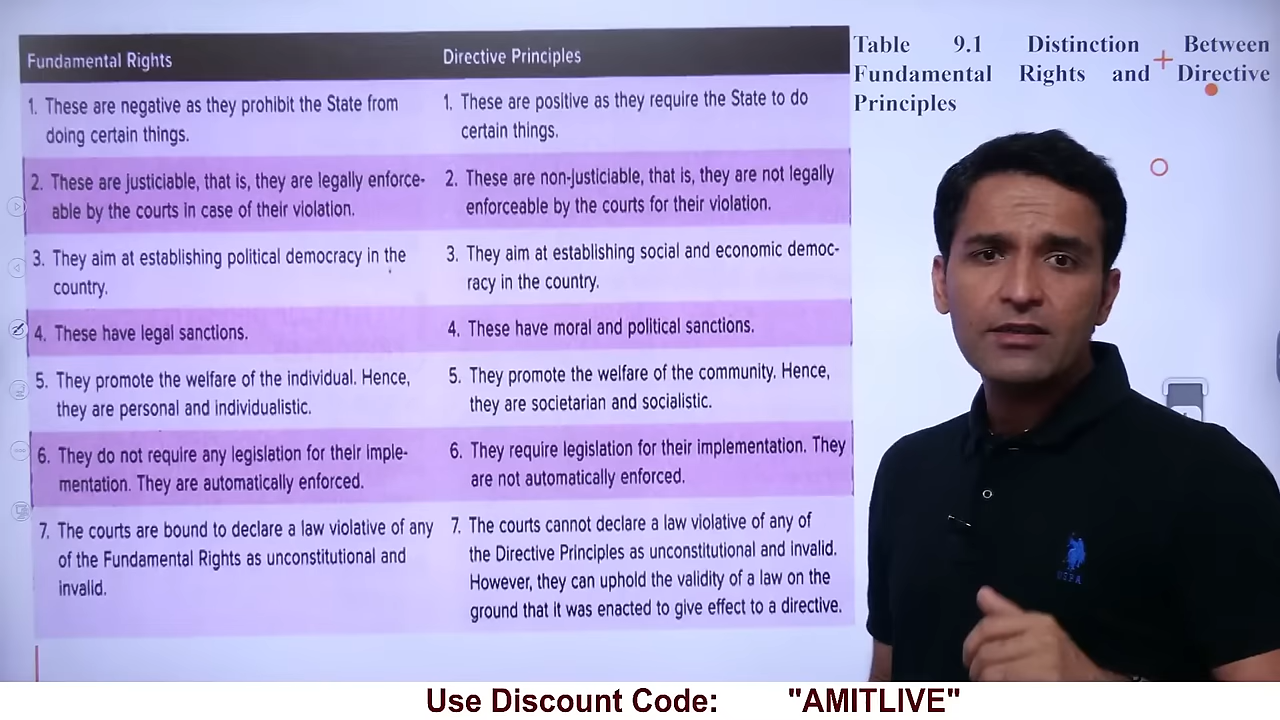 Fundamental Rights
Directive Principles
1. These are negative as they prohibit the State from
doing certain things.
1. These are positive as they require the State to do
certain things.
2. These are justiciable, that is, they are legally enforce-
able by the courts in case of their violation.
2. These are non-justiciable, that is, they are not legally
enforceable by the courts for their violation.
3. They aim at establishing political democracy in the
country.
3. They aim at establishing social and economic democ-
racy in the country.
4. These have legal sanctions.
4. These have moral and political sanctions.
5. They promote the welfare of the individual. Hence,
they are personal and individualistic.
5. They promote the welfare of the community. Hence,
they are societarian and socialistic.
6. They do not require any legislation for their imple-
mentation. They are automatically enforced.
6. They require legislation for their implementation. They
are not automatically enforced.
7. The courts are bound to declare a law violative of any
of the Fundamental Rights as unconstitutional and
invalid.
7. The courts cannot declare a law violative of any of
the Directive Principles as unconstitutional and invalid.
However, they can uphold the validity of a law on the
ground that it was enacted to give effect to a directive.
Table 9.1 Distinction Between
Fundamental Rights and Directive
Principles
USPA
Use Discount Code: "AMITLIVE"